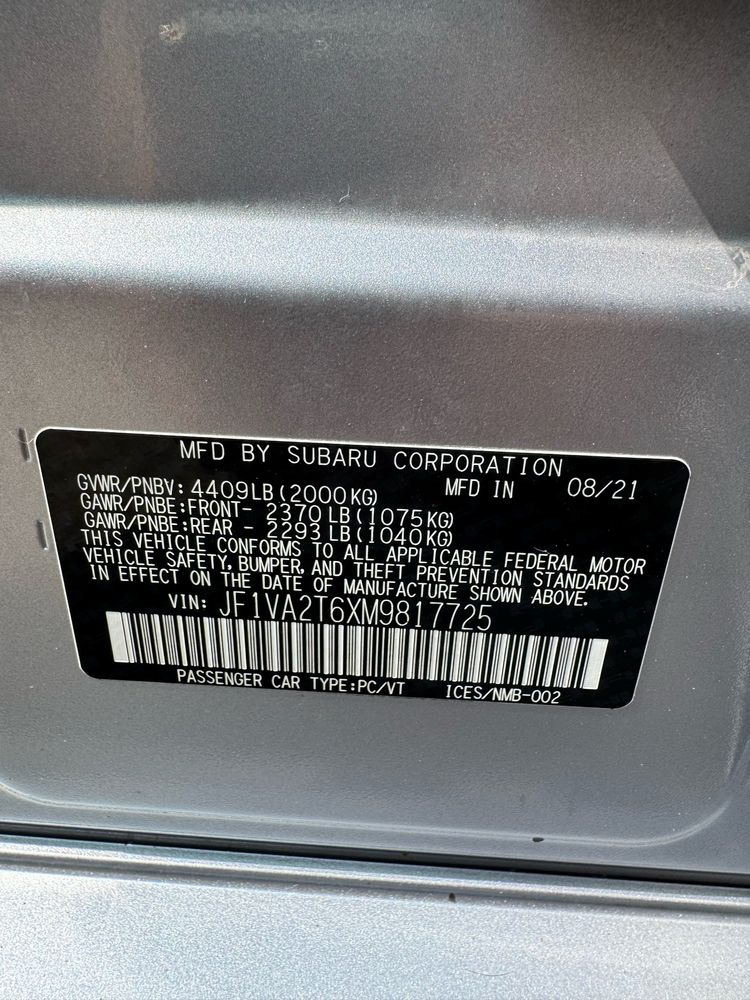 MFD BY SUBARU CORPORATION
GVWR/PNBV: 4409LB(2000KG) MFD IN 08/21
GAWR/PNBE:FRONT- 2370LB(1075KG)
GAWR/PNBE:REAR - 2293LB(1040KG)
THIS VEHICLE CONFORMS TO ALL APPLICABLE FEDERAL MOTOR
VEHICLE SAFETY, BUMPER, AND THEFT PREVENTION STANDARDS
IN EFFECT ON THE DATE OF MANUFACTURE SHOWN ABOVE.
VIN: JF1VA2T6XM9817725
PASSENGER CAR TYPE:PC/VT ICES/NMB-002